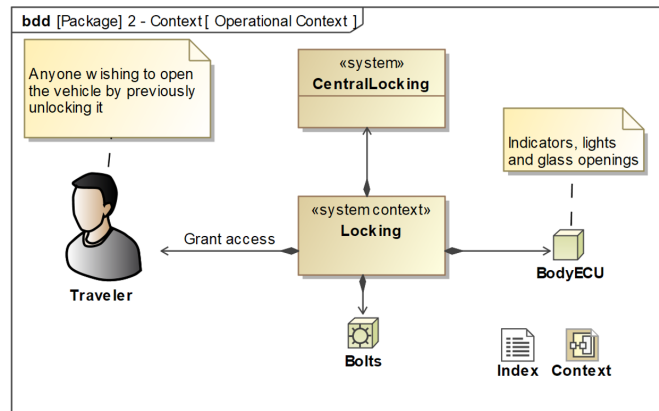 bdd [Package] 2 - Context [ Operational Context ]
Anyone wishing to open
the vehicle by previously
unlocking it
«system»
CentralLocking
Indicators, lights
and glass openings
«system context»
Locking
Grant access
Traveler
BodyECU
Bolts
Index
Context